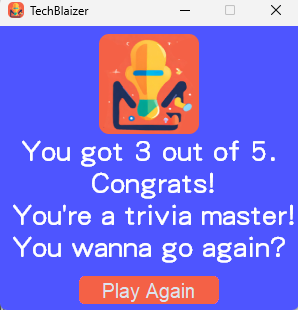 TechBlaizer
You got 3 out of 5.
Congrats!
You're a trivia master!
You wanna go again?
Play Again